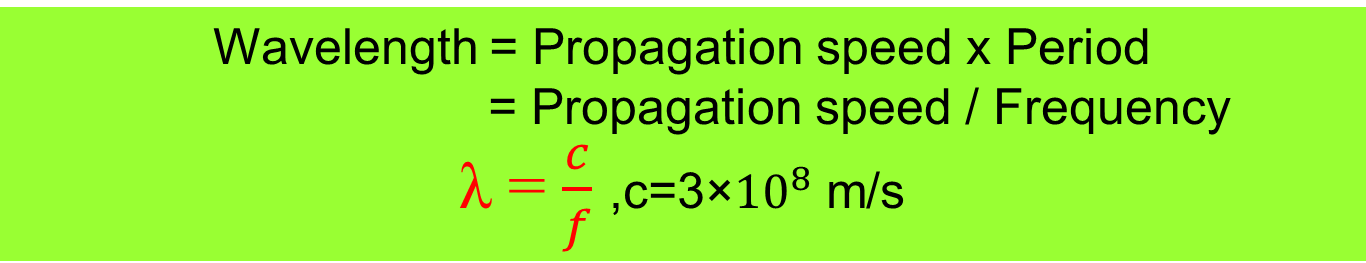 Wavelength = Propagation speed x Period
= Propagation speed / Frequency
λ = c/f ,c=3×10⁸ m/s